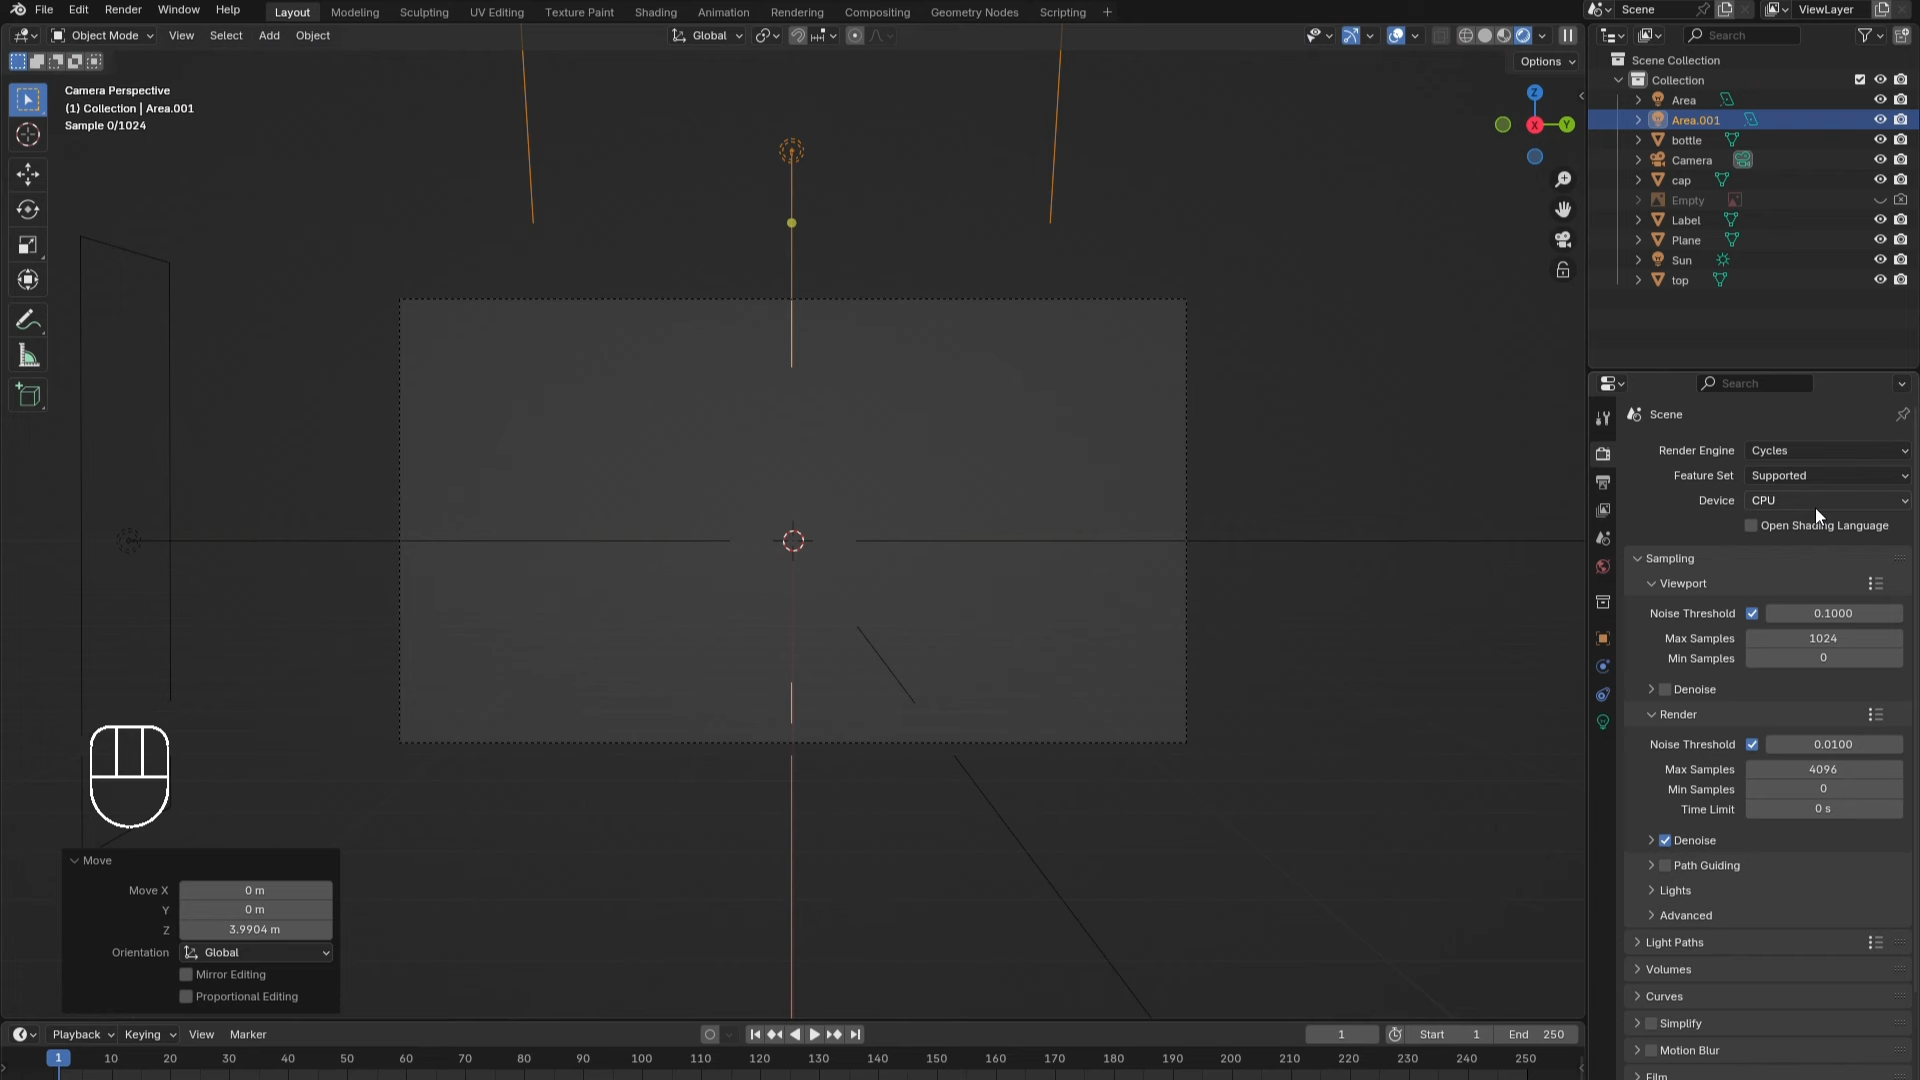 File Edit Render Window Help Layout Modeling Sculpting UV Editing Texture Paint Shading Animation Rendering Compositing Geometry Nodes Scripting + Scene ViewLayer
Object Mode View Select Add Object Global Search
Options
Camera Perspective
(1) Collection | Area.001
Sample 0/1024
Z
X
Y
Scene Collection
Collection
Area
Area.001
bottle
Camera
cap
Empty
Label
Plane
Sun
top
Search
Scene
Render Engine Cycles
Feature Set Supported
Device CPU
Open Shading Language
Sampling
Viewport
Noise Threshold 0.1000
Max Samples 1024
Min Samples 0
Denoise
Render
Noise Threshold 0.0100
Max Samples 4096
Min Samples 0
Time Limit 0 s
Denoise
Path Guiding
Lights
Advanced
Light Paths
Volumes
Curves
Simplify
Motion Blur
Film
Move
Move X 0 m
Y 0 m
Z 3.9904 m
Orientation Global
Mirror Editing
Proportional Editing
Playback Keying View Marker 1 Start 1 End 250
1 10 20 30 40 50 60 70 80 90 100 110 120 130 140 150 160 170 180 190 200 210 220 230 240 250